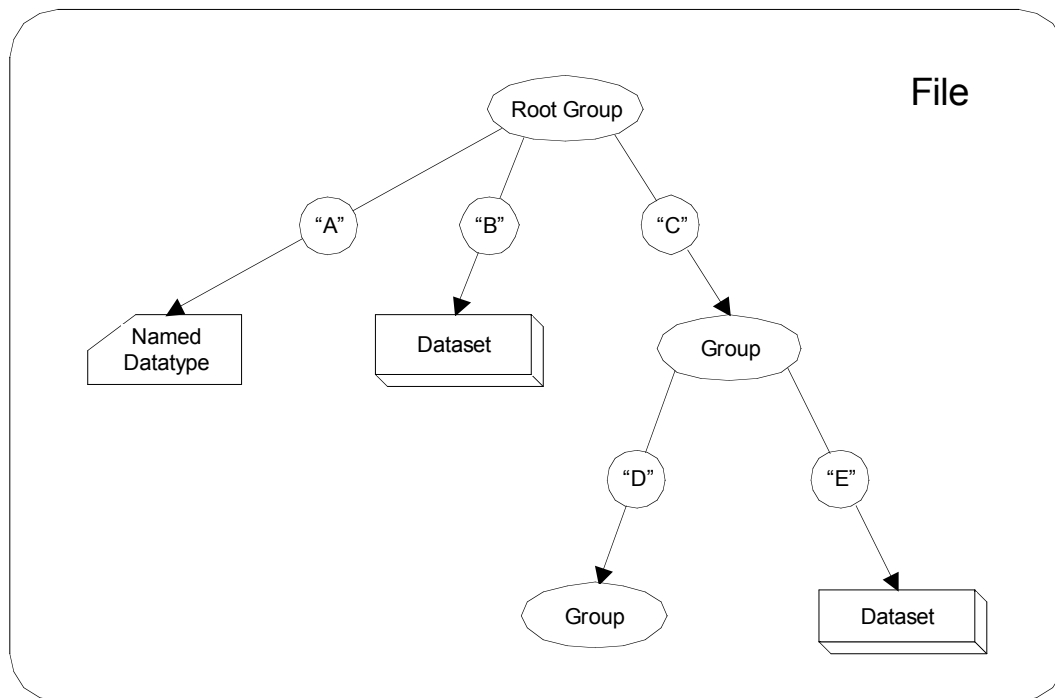 File
Root Group
“A”
“B”
“C”
Named
Datatype
Dataset
Group
“D”
“E”
Group
Dataset